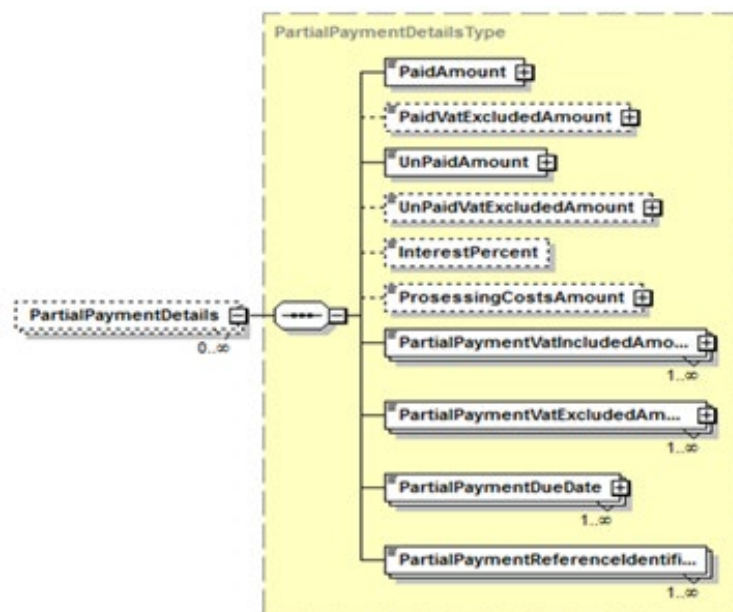 PartialPaymentDetailsType
PaidAmount
PaidVatExcludedAmount
UnPaidAmount
UnPaidVatExcludedAmount
InterestPercent
ProsessingCostsAmount
PartialPaymentDetails
0..∞
PartialPaymentVatIncludedAmo...
1..∞
PartialPaymentVatExcludedAm...
1..∞
PartialPaymentDueDate
1..∞
PartialPaymentReferenceIdentifi...
1..∞